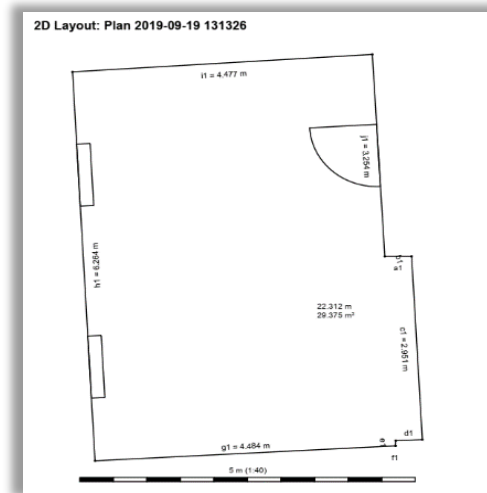 2D Layout: Plan 2019-09-19 131326
i1 = 4.477 m
j1 = 3.254 m
b1
a1
h1 = 6.264 m
22.312 m
29.375 m²
c1 = 2.951 m
d1
e1
g1 = 4.484 m
f1
5 m (1:40)